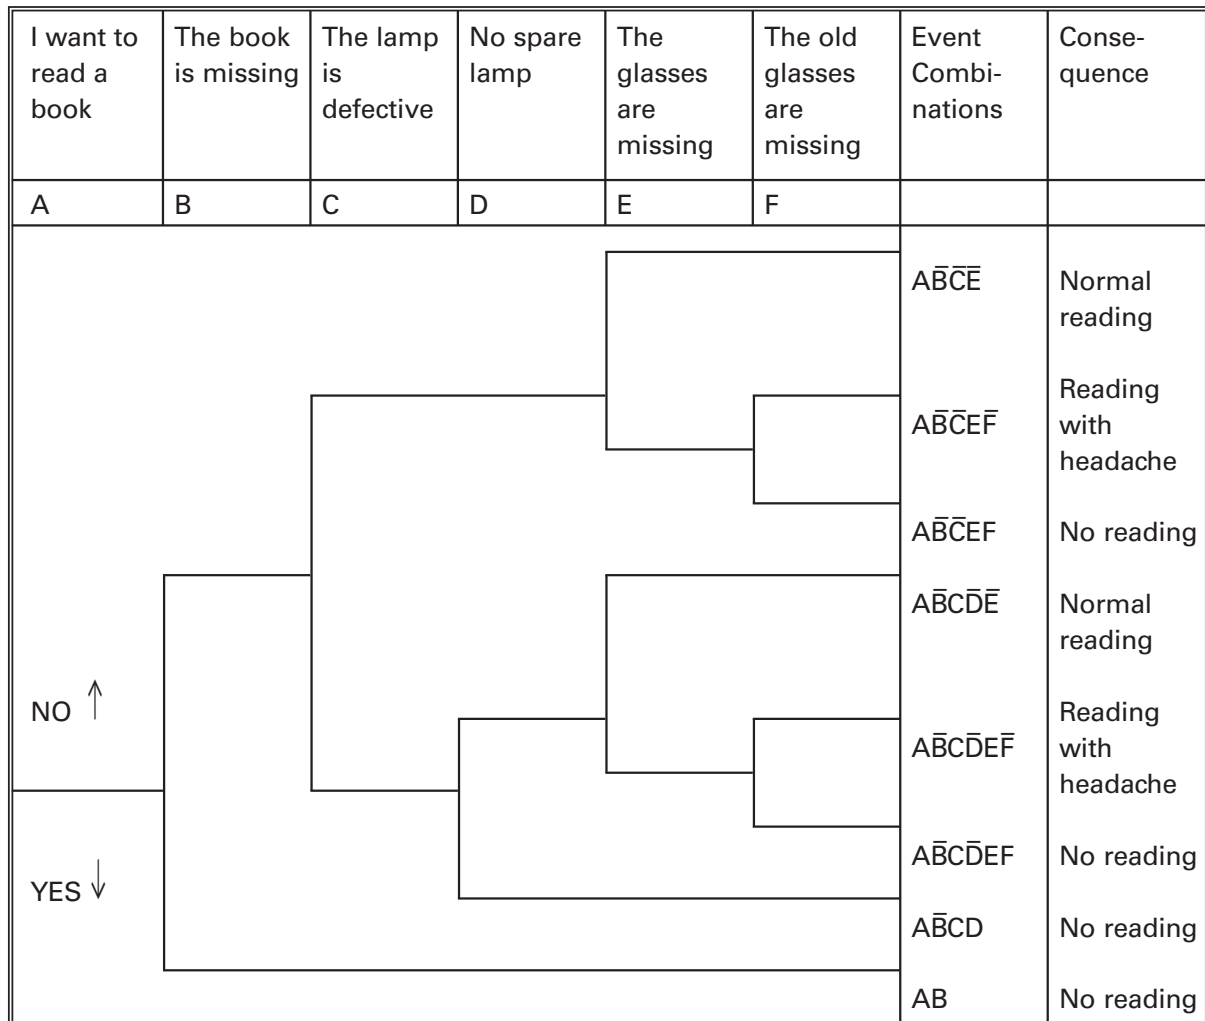 I want to read a book
The book is missing
The lamp is defective
No spare lamp
The glasses are missing
The old glasses are missing
Event Combi-nations
Conse-quence
A B C D E F
AB̅C̅E̅ Normal reading
AB̅C̅EF̅ Reading with headache
AB̅C̅EF No reading
AB̅CD̅E̅ Normal reading
NO ↑
AB̅CD̅EF̅ Reading with headache
AB̅CD̅EF No reading
YES ↓
AB̅CD No reading
AB No reading